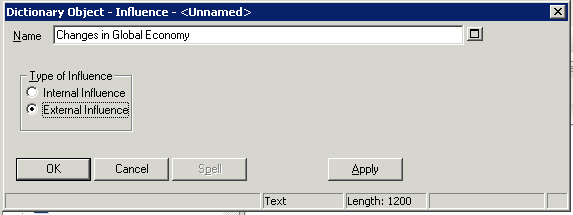 Dictionary Object - Influence - <Unnamed>
Name Changes in Global Economy
Type of Influence
Internal Influence
External Influence
OK Cancel Spell Apply
Text Length: 1200